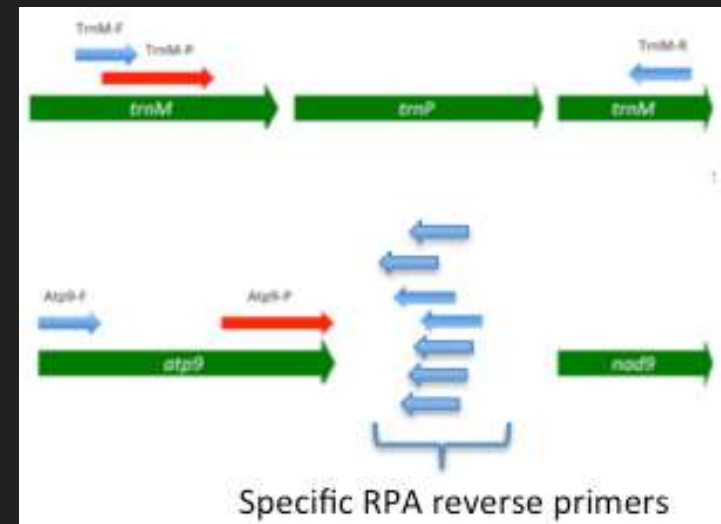 TrnM-F
TrnM-P
TrnM-R
trnM
trnP
trnM
Atp9-F
Atp9-P
atp9
nad9
Specific RPA reverse primers